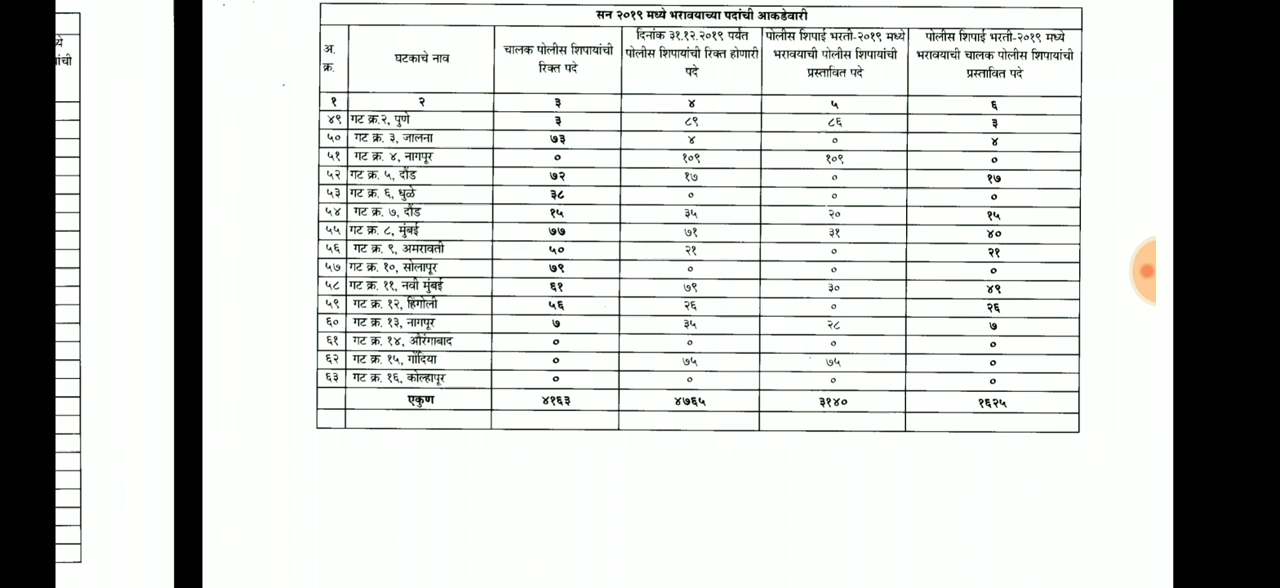 ये
ांची
सन २०१९ मध्ये भरावयाच्या पदांची आकडेवारी
अ. क्र. घटकाचे नाव चालक पोलीस शिपायांची रिक्त पदे दिनांक ३१.१२.२०१९ पर्यत पोलीस शिपायांची रिक्त होणारी पदे पोलीस शिपाई भरती-२०१९ मध्ये भरावयाची पोलीस शिपायांची प्रस्तावित पदे पोलीस शिपाई भरती-२०१९ मध्ये भरावयाची चालक पोलीस शिपायांची प्रस्तावित पदे
१ २ ३ ४ ५ ६
४९ गट क्र.२, पुणे ३ ८९ ८६ ३
५० गट क्र. ३, जालना ७३ ४ ० ४
५१ गट क्र. ४, नागपूर ० १०९ १०९ ०
५२ गट क्र. ५, दौंड ७२ १७ ० १७
५३ गट क्र. ६, धुळे ३८ ० ० ०
५४ गट क्र. ७, दौंड १५ ३५ २० १५
५५ गट क्र. ८, मुंबई ७७ ७१ ३१ ४०
५६ गट क्र. ९, अमरावती ५० २१ ० २१
५७ गट क्र. १०, सोलापूर ७९ ० ० ०
५८ गट क्र. ११, नवी मुंबई ६१ ७९ ३० ४९
५९ गट क्र. १२, हिंगोली ५६ २६ ० २६
६० गट क्र. १३, नागपूर ७ ३५ २८ ७
६१ गट क्र. १४, औरंगाबाद ० ० ० ०
६२ गट क्र. १५, गोंदिया ० ७५ ७५ ०
६३ गट क्र. १६, कोल्हापूर ० ० ० ०
एकुण ४१६३ ४७६५ ३१४० १६२५